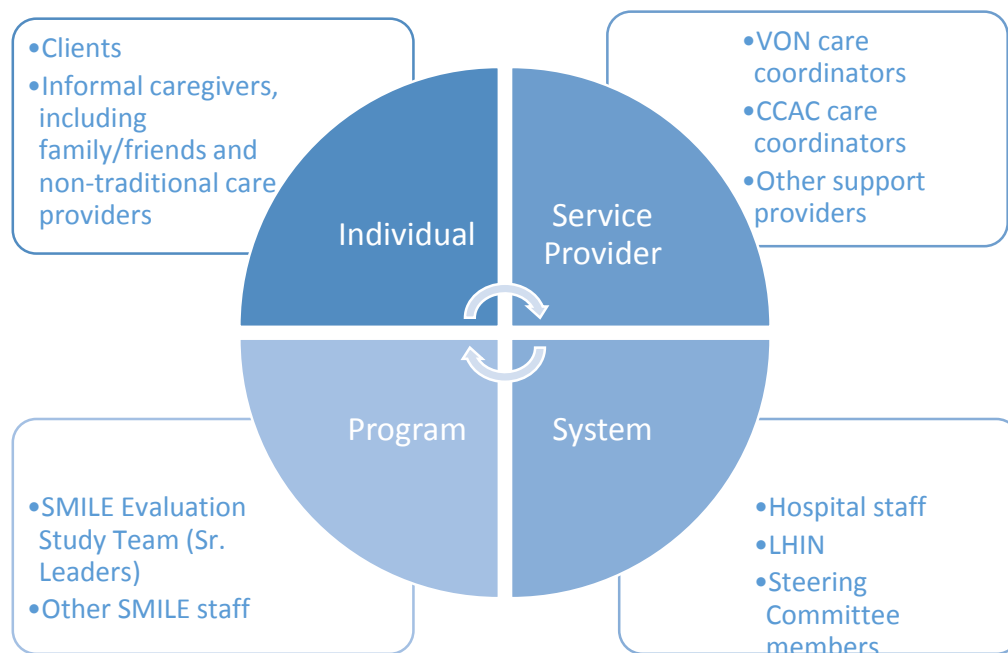 •Clients
•Informal caregivers,
including
family/friends and
non-traditional care
providers
•VON care
coordinators
•CCAC care
coordinators
•Other support
providers
Individual
Service
Provider
Program
System
•SMILE Evaluation
Study Team (Sr.
Leaders)
•Other SMILE staff
•Hospital staff
•LHIN
•Steering
Committee
members